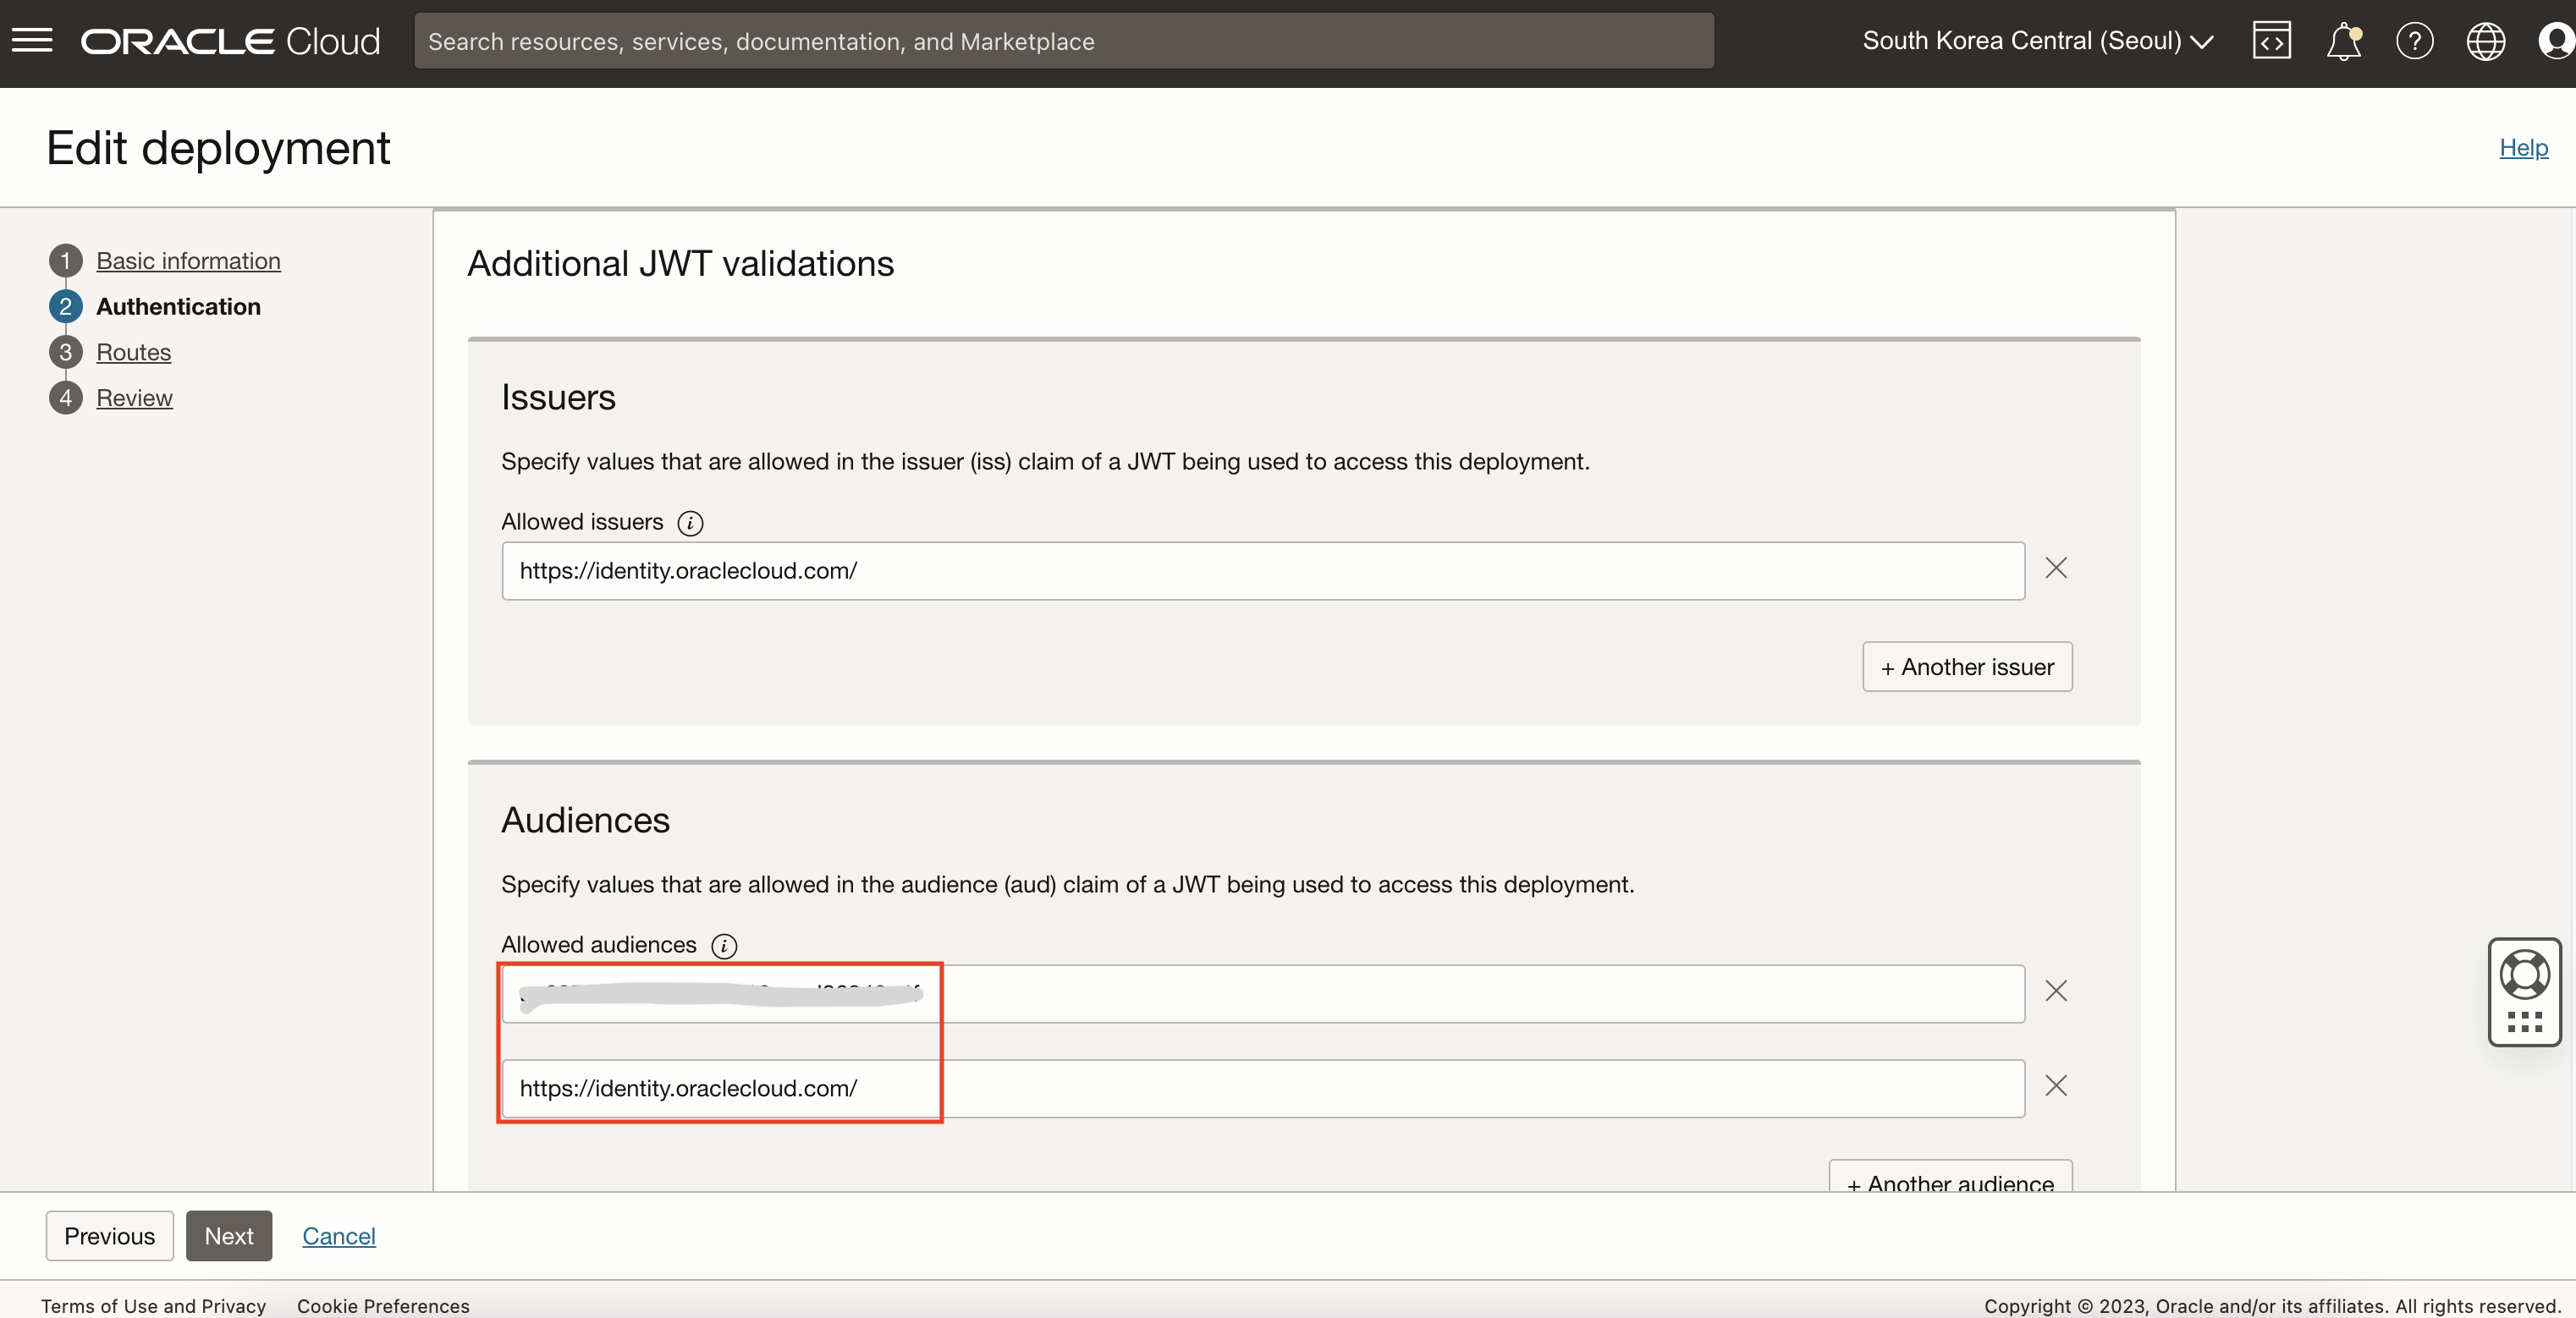 ORACLE Cloud
Search resources, services, documentation, and Marketplace
South Korea Central (Seoul)
Edit deployment
Help
1 Basic information
2 Authentication
3 Routes
4 Review
Additional JWT validations
Issuers
Specify values that are allowed in the issuer (iss) claim of a JWT being used to access this deployment.
Allowed issuers
https://identity.oraclecloud.com/
+ Another issuer
Audiences
Specify values that are allowed in the audience (aud) claim of a JWT being used to access this deployment.
Allowed audiences
https://identity.oraclecloud.com/
+ Another audience
Previous
Next
Cancel
Terms of Use and Privacy
Cookie Preferences
Copyright © 2023, Oracle and/or its affiliates. All rights reserved.